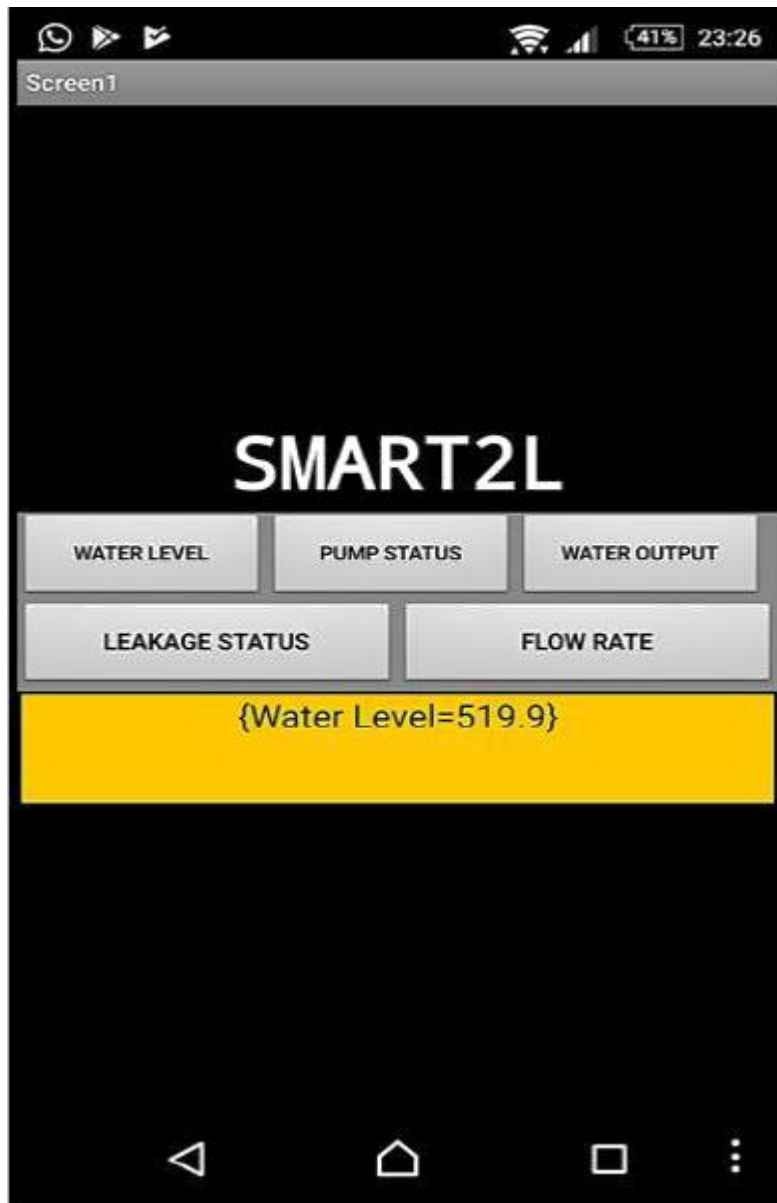 41% 23:26
Screen1
SMART2L
WATER LEVEL PUMP STATUS WATER OUTPUT
LEAKAGE STATUS FLOW RATE
{Water Level=519.9}